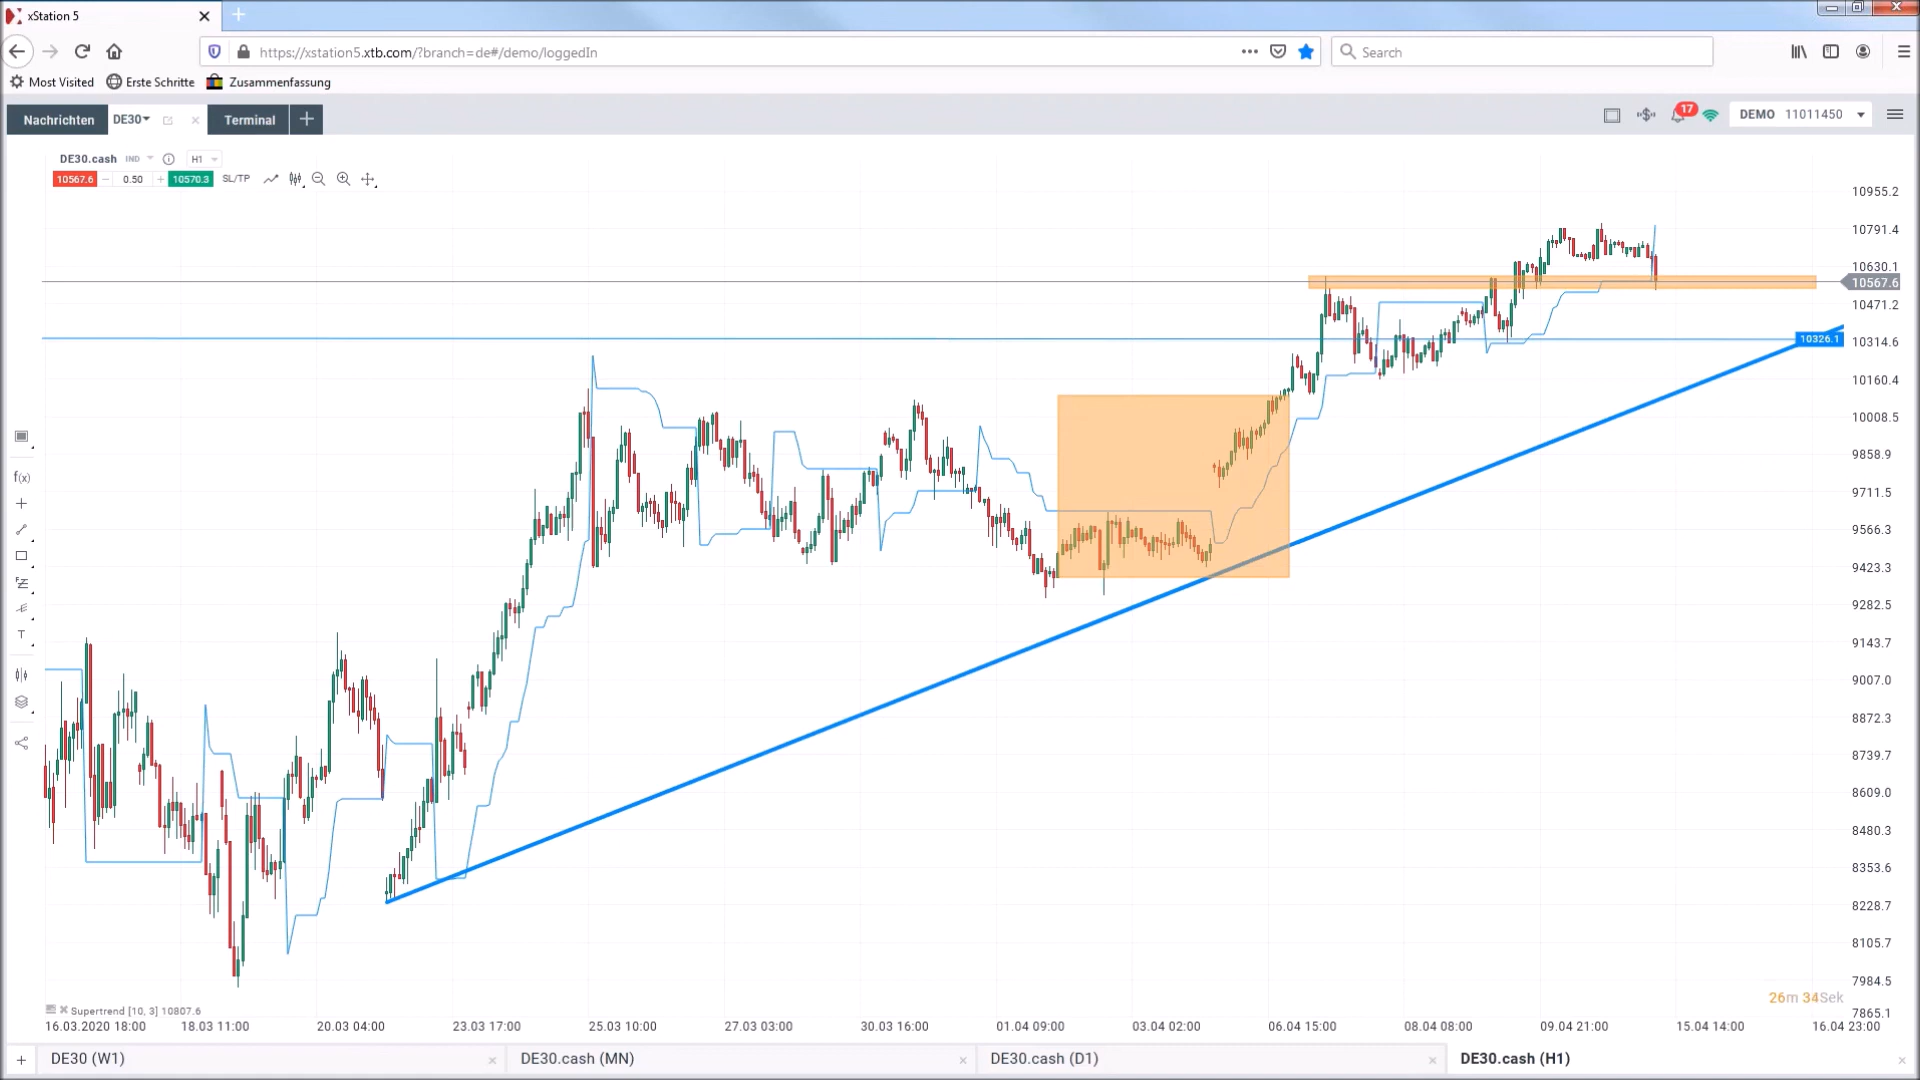 xStation 5
https://xstation5.xtb.com/?branch=de#/demo/loggedIn
Search
Most Visited
Erste Schritte
Zusammenfassung
Nachrichten
DE30
Terminal
17
DEMO 11011450
DE30.cash IND H1
10567.6 − 0.50 + 10570.3 SL/TP
10955.2
10791.4
10630.1
10567.6
10471.2
10326.1
10314.6
10160.4
10008.5
9858.9
9711.5
9566.3
9423.3
9282.5
9143.7
9007.0
8872.3
8739.7
8609.0
8480.3
8353.6
8228.7
8105.7
7984.5
7865.1
f(x)
T
26m 34Sek
Supertrend [10, 3] 10807.6
16.03.2020 18:00
18.03 11:00
20.03 04:00
23.03 17:00
25.03 10:00
27.03 03:00
30.03 16:00
01.04 09:00
03.04 02:00
06.04 15:00
08.04 08:00
09.04 21:00
15.04 14:00
16.04 23:00
DE30 (W1)
DE30.cash (MN)
DE30.cash (D1)
DE30.cash (H1)